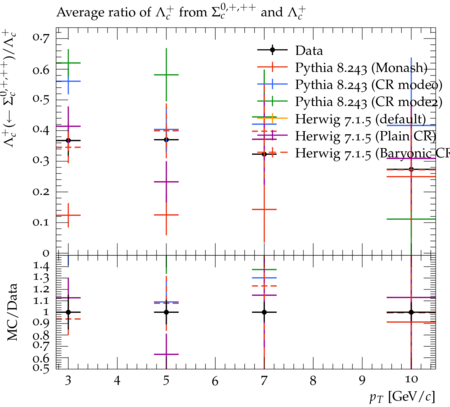 Average ratio of Λc+ from Σc0,+,++ and Λc+
Λc+(← Σc0,+,++)/Λc+
0.7
0.6
0.5
0.4
0.3
0.2
0.1
0
Data
Pythia 8.243 (Monash)
Pythia 8.243 (CR mode0)
Pythia 8.243 (CR mode2)
Herwig 7.1.5 (default)
Herwig 7.1.5 (Plain CR)
Herwig 7.1.5 (Baryonic CR
MC/Data
1.4
1.3
1.2
1.1
1
0.9
0.8
0.7
0.6
0.5
3 4 5 6 7 8 9 10
pT [GeV/c]